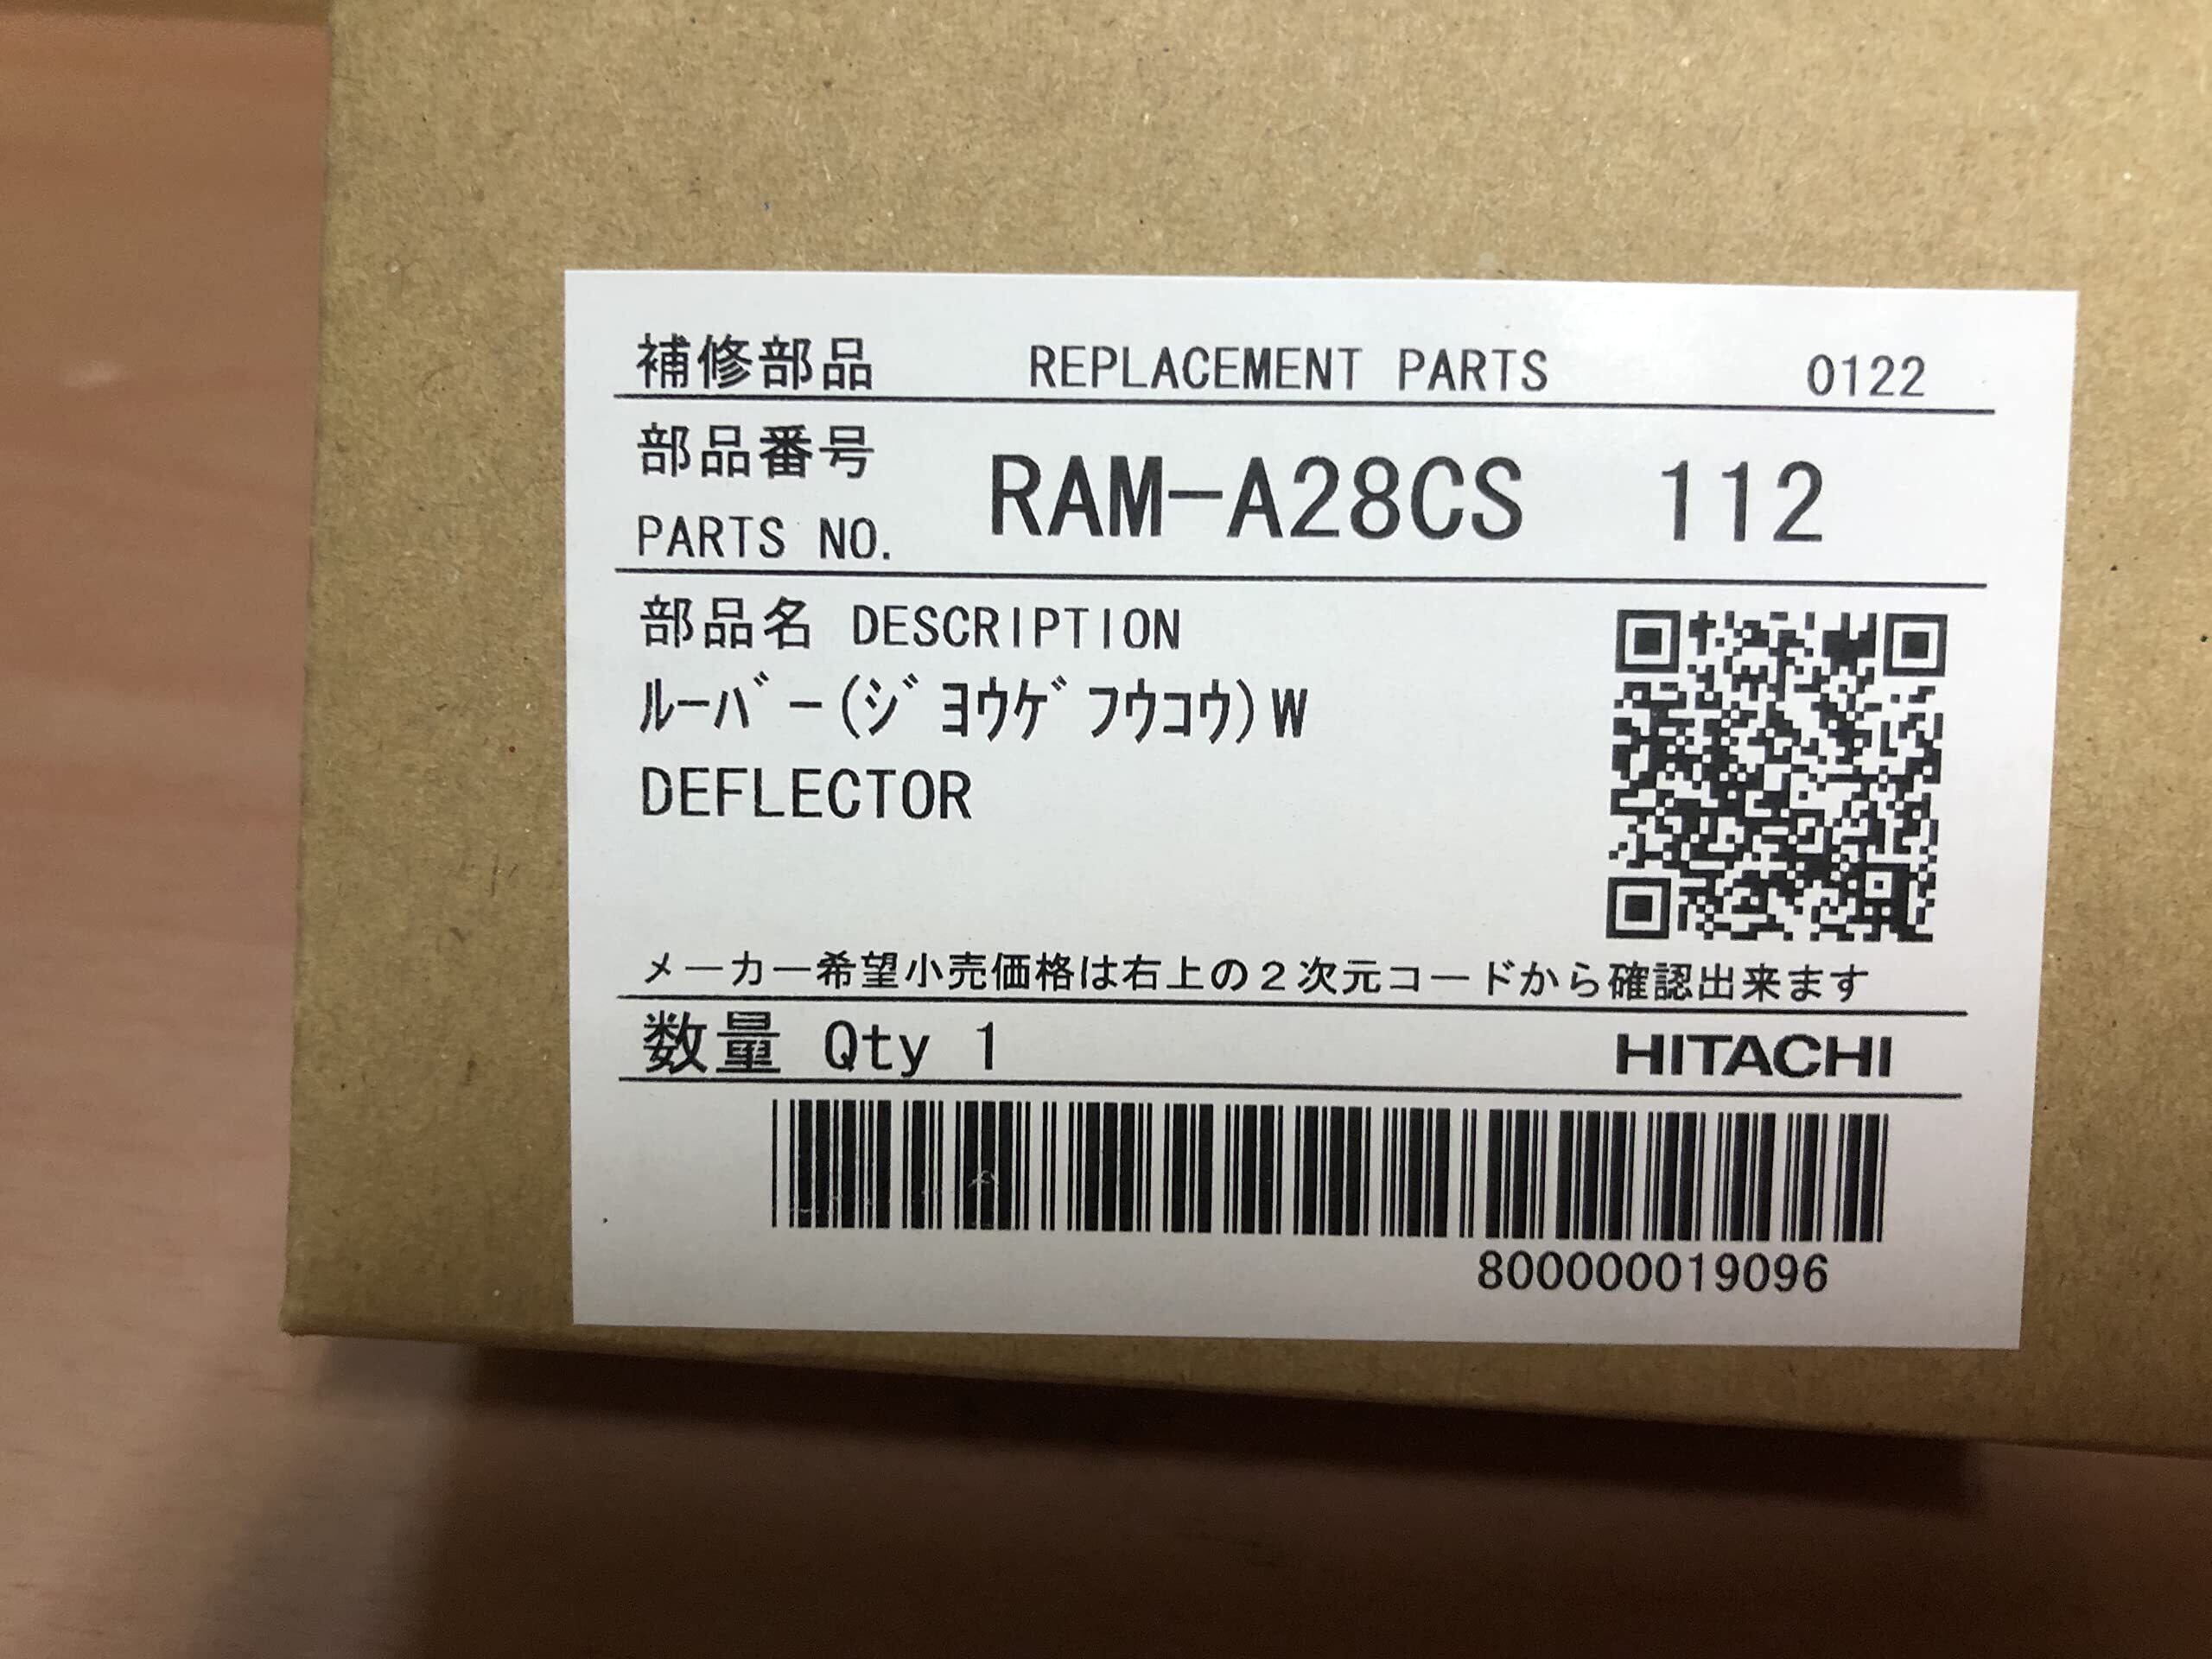 補修部品 REPLACEMENT PARTS 0122
部品番号
PARTS NO. RAM-A28CS 112
部品名 DESCRIPTION
ﾙｰﾊﾞｰ(ｼﾞﾖｳｹﾞﾌｳｺｳ)W
DEFLECTOR
メーカー希望小売価格は右上の2次元コードから確認出来ます
数量 Qty 1 HITACHI
800000019096